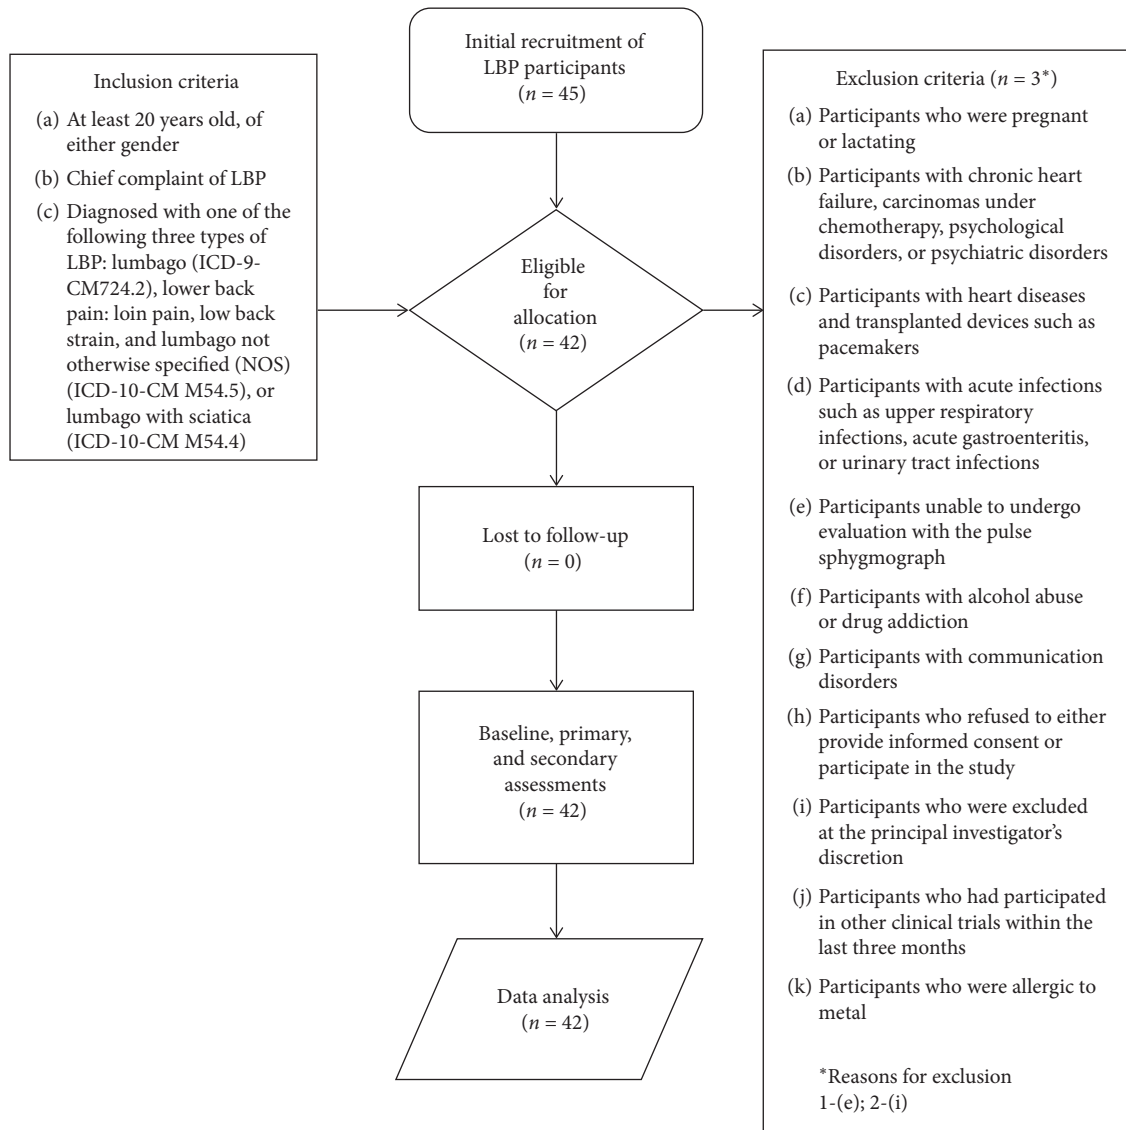 Initial recruitment of
LBP participants
(n = 45)
Inclusion criteria
(a) At least 20 years old, of
either gender
(b) Chief complaint of LBP
(c) Diagnosed with one of the
following three types of
LBP: lumbago (ICD-9-
CM724.2), lower back
pain: loin pain, low back
strain, and lumbago not
otherwise specified (NOS)
(ICD-10-CM M54.5), or
lumbago with sciatica
(ICD-10-CM M54.4)
Eligible
for
allocation
(n = 42)
Exclusion criteria (n = 3*)
(a) Participants who were pregnant
or lactating
(b) Participants with chronic heart
failure, carcinomas under
chemotherapy, psychological
disorders, or psychiatric disorders
(c) Participants with heart diseases
and transplanted devices such as
pacemakers
(d) Participants with acute infections
such as upper respiratory
infections, acute gastroenteritis,
or urinary tract infections
(e) Participants unable to undergo
evaluation with the pulse
sphygmograph
(f) Participants with alcohol abuse
or drug addiction
(g) Participants with communication
disorders
(h) Participants who refused to either
provide informed consent or
participate in the study
(i) Participants who were excluded
at the principal investigator’s
discretion
(j) Participants who had participated
in other clinical trials within the
last three months
(k) Participants who were allergic to
metal
*Reasons for exclusion
1-(e); 2-(i)
Lost to follow-up
(n = 0)
Baseline, primary,
and secondary
assessments
(n = 42)
Data analysis
(n = 42)